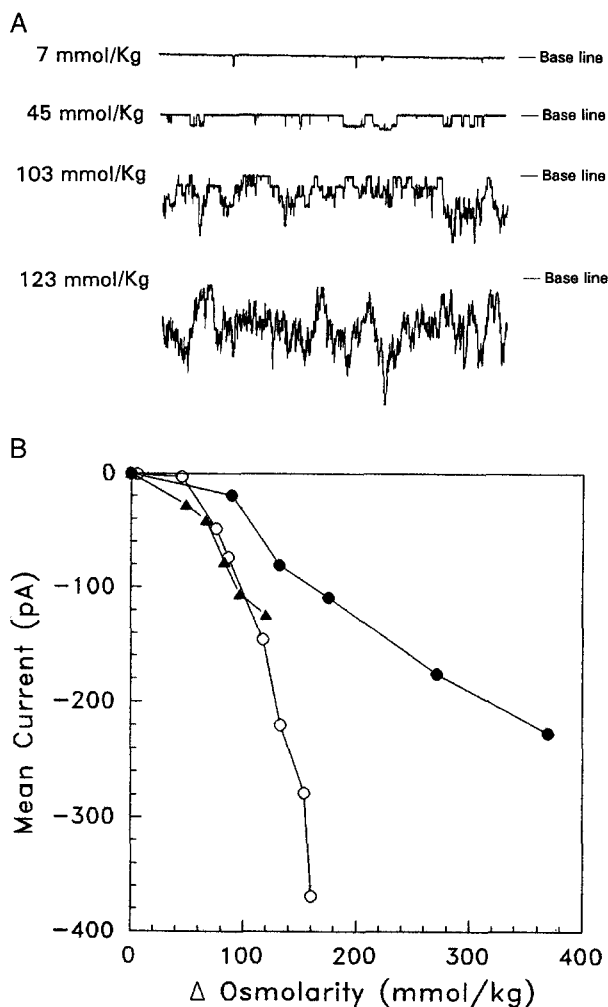 A
7 mmol/Kg
Base line
45 mmol/Kg
Base line
103 mmol/Kg
Base line
123 mmol/Kg
Base line
B
0
-100
-200
-300
-400
Mean Current (pA)
0
100
200
300
400
Δ Osmolarity (mmol/kg)